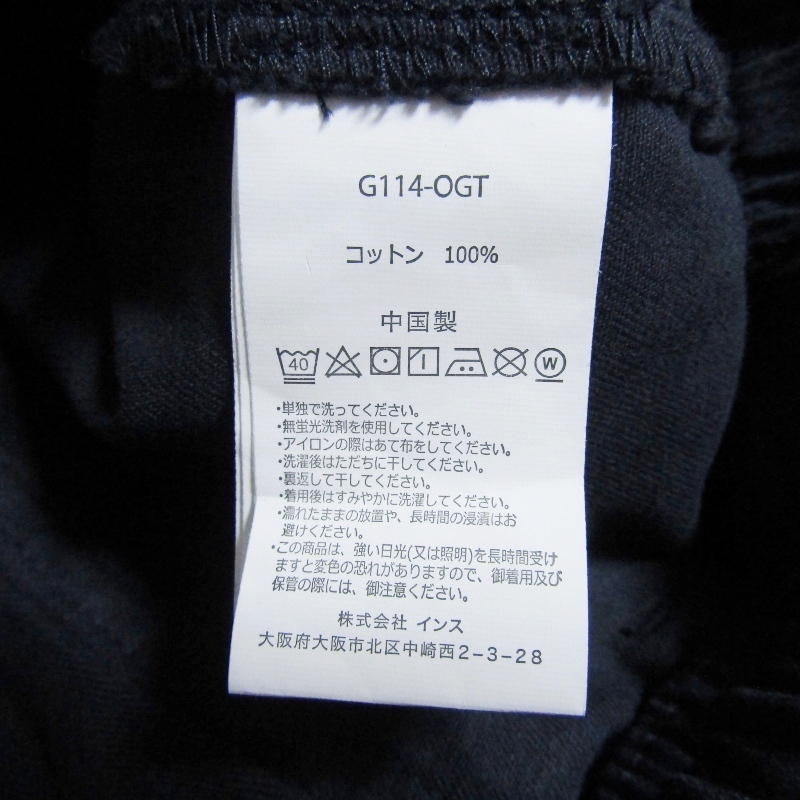 G114-OGT
コットン 100%
中国製
40 W
・単独で洗ってください。
・無蛍光洗剤を使用してください。
・アイロンの際はあて布をしてください。
・洗濯後はただちに干してください。
・裏返して干してください。
・着用後はすみやかに洗濯してください。
・濡れたままの放置や、長時間の浸漬はお
避けください。
・この商品は、強い日光(又は照明)を長時間受け
ますと変色の恐れがありますので、御着用及び
保管の際には、御注意ください。
株式会社 インス
大阪府大阪市北区中崎西2-3-28